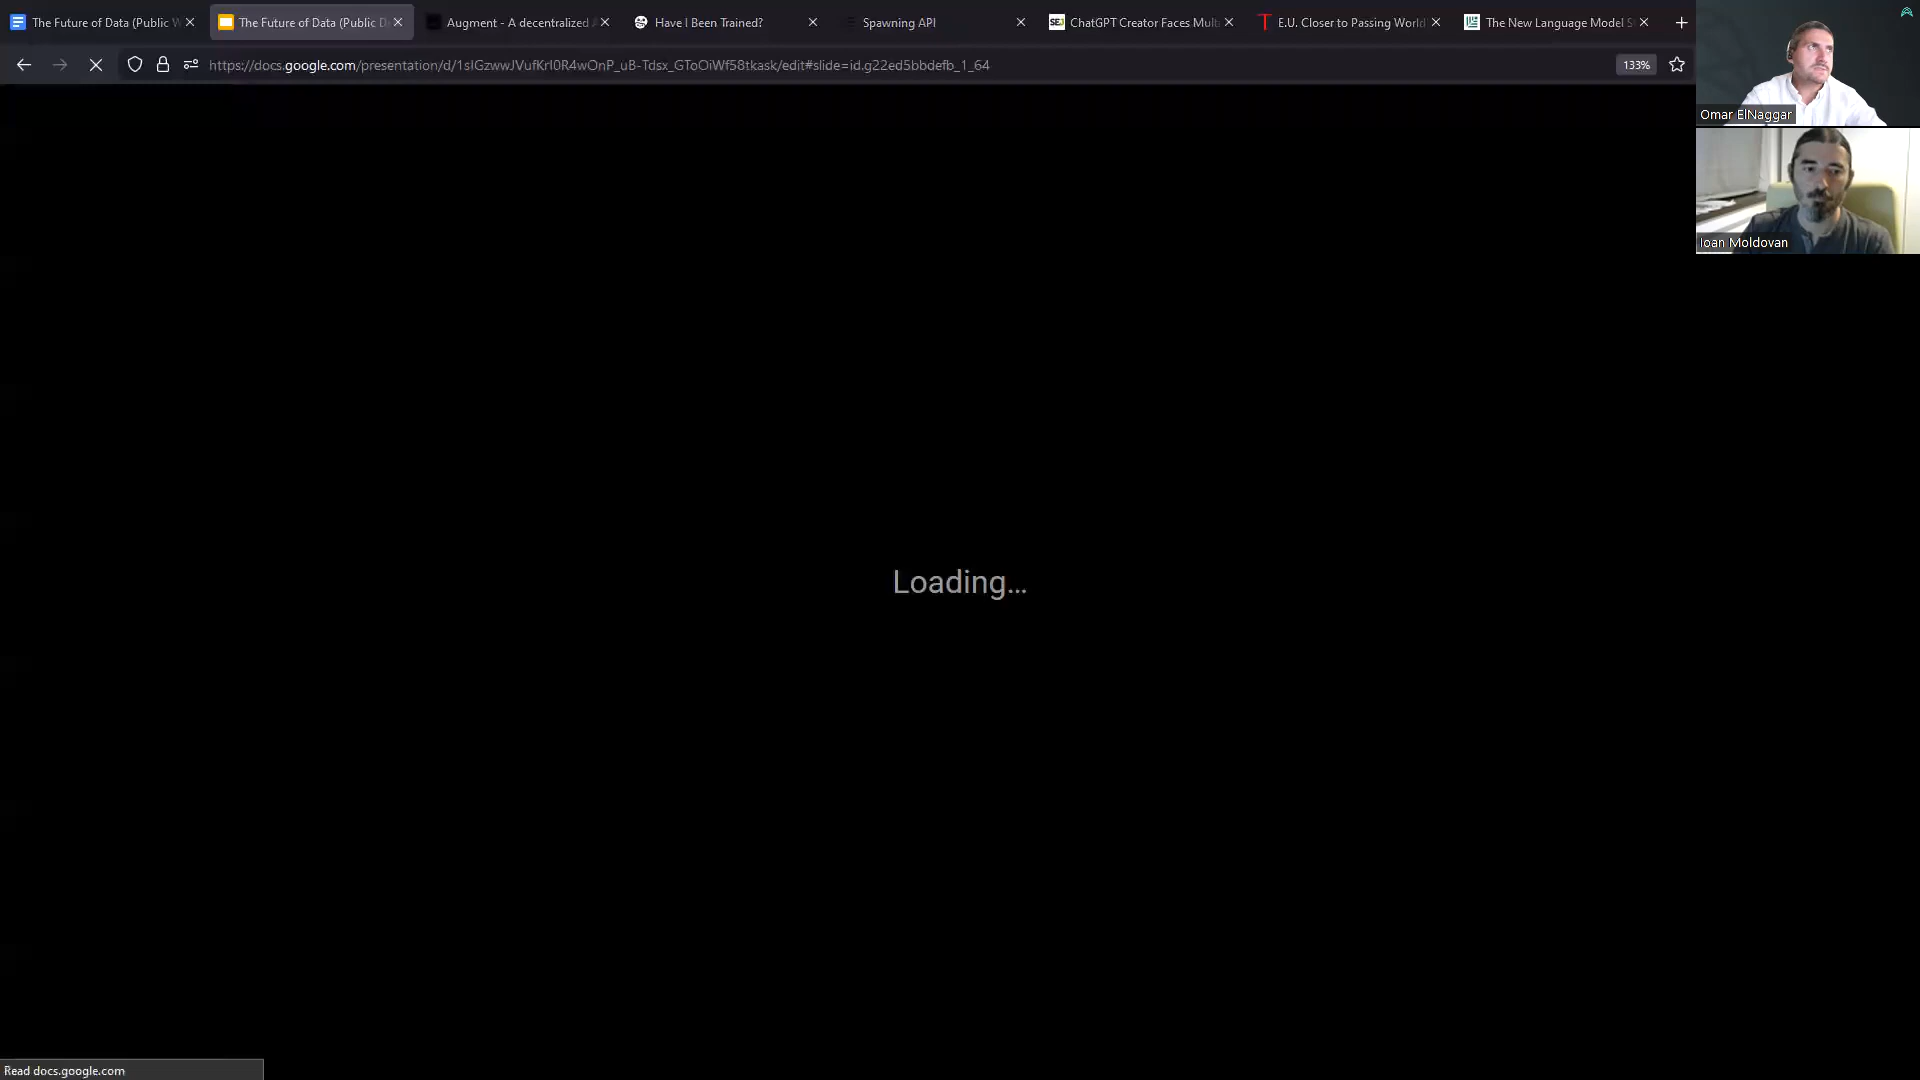 The Future of Data (Public W
The Future of Data (Public D
Augment - A decentralized A
Have I Been Trained?
Spawning API
SEJ
ChatGPT Creator Faces Mult
T
E.U. Closer to Passing World
The New Language Model S
https://docs.google.com/presentation/d/1sIGzwwJVufKrI0R4wOnP_uB-Tdsx_GToOiWf58tkask/edit#slide=id.g22ed5bbdefb_1_64
133%
Omar ElNaggar
Ioan Moldovan
Loading...
Read docs.google.com